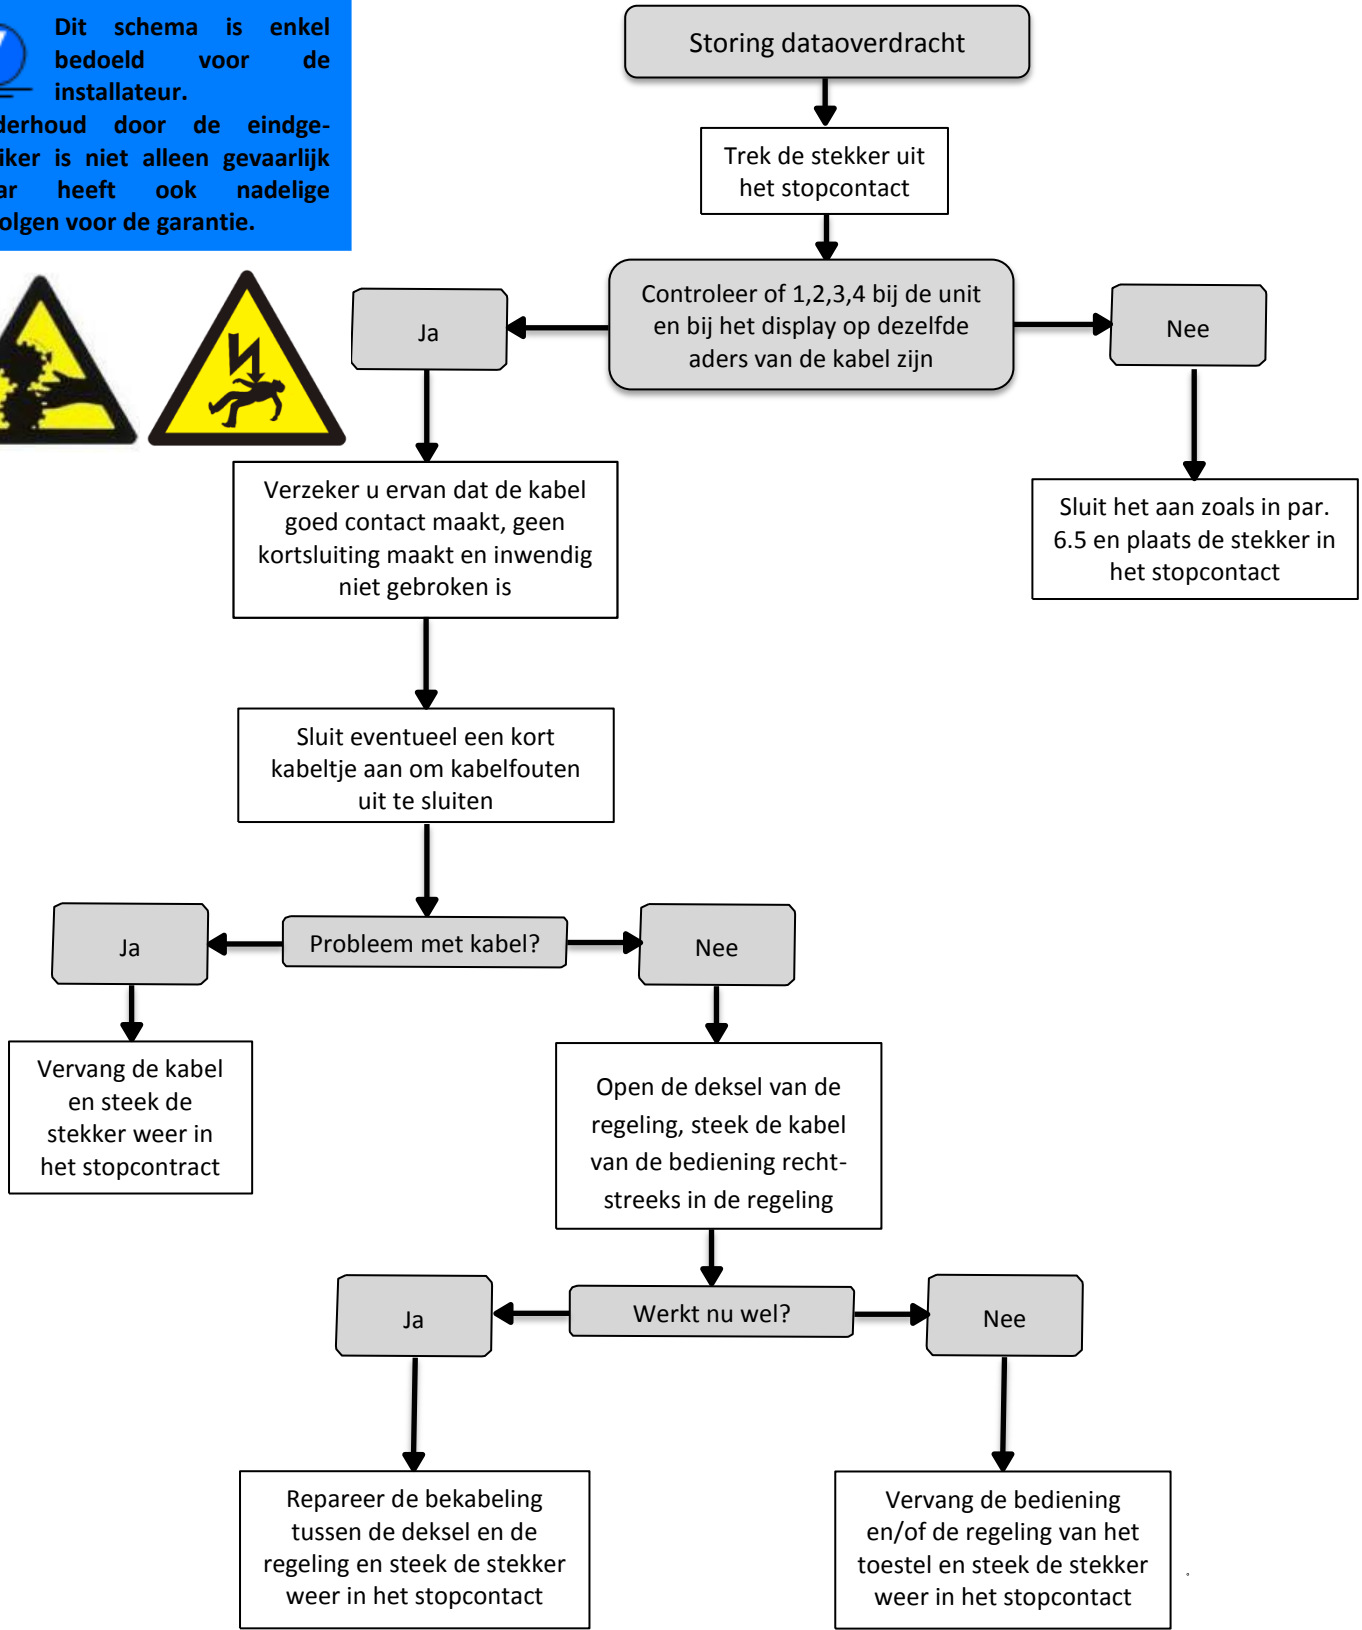 Dit schema is enkel
bedoeld voor de
installateur.
eindge-
is niet alleen gevaarlijk
heeft ook nadelige
voor de garantie.
Storing dataoverdracht
Trek de stekker uit
het stopcontact
Controleer of 1,2,3,4 bij de unit
en bij het display op dezelfde
aders van de kabel zijn
Ja
Nee
Verzeker u ervan dat de kabel
goed contact maakt, geen
kortsluiting maakt en inwendig
niet gebroken is
Sluit het aan zoals in par.
6.5 en plaats de stekker in
het stopcontact
Sluit eventueel een kort
kabeltje aan om kabelfouten
uit te sluiten
Ja
Probleem met kabel?
Nee
Vervang de kabel
en steek de
stekker weer in
het stopcontract
Open de deksel van de
regeling, steek de kabel
van de bediening recht-
streeks in de regeling
Ja
Werkt nu wel?
Nee
Repareer de bekabeling
tussen de deksel en de
regeling en steek de stekker
weer in het stopcontact
Vervang de bediening
en/of de regeling van het
toestel en steek de stekker
weer in het stopcontact